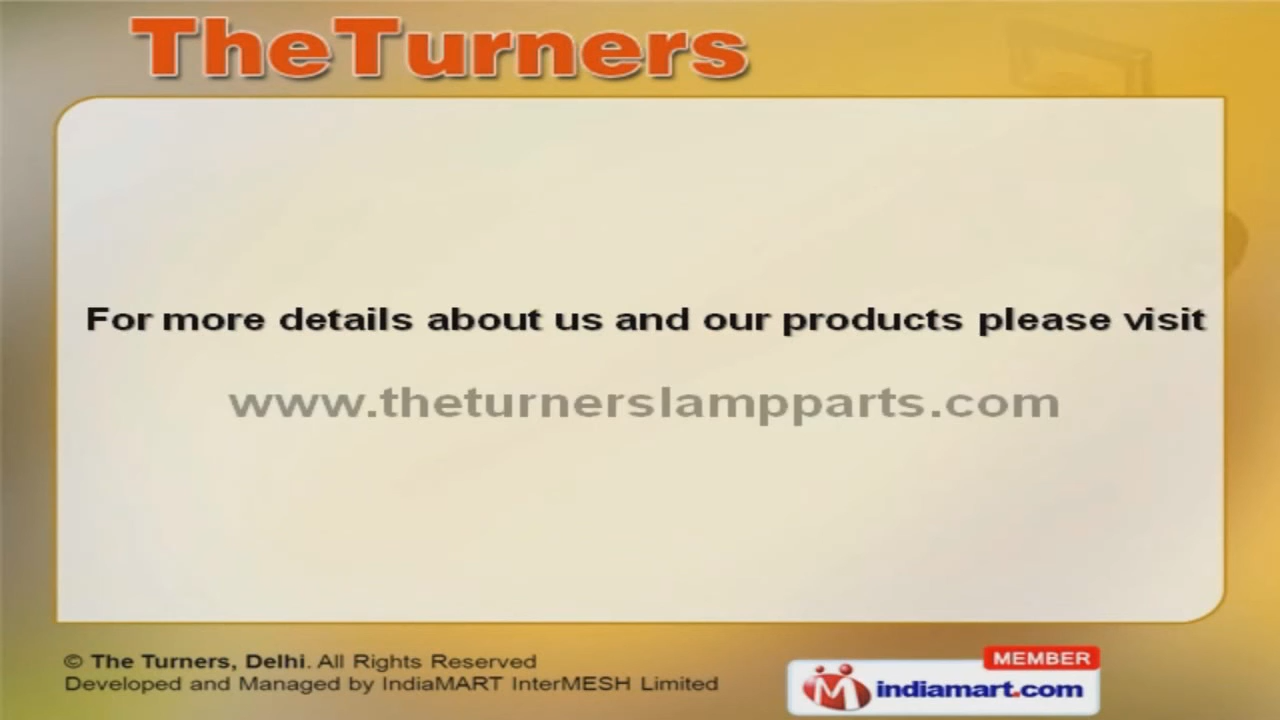 TheTurners
For more details about us and our products please visit
www.theturnerslampparts.com
© The Turners, Delhi. All Rights Reserved
Developed and Managed by IndiaMART InterMESH Limited
MEMBER
indiamart.com